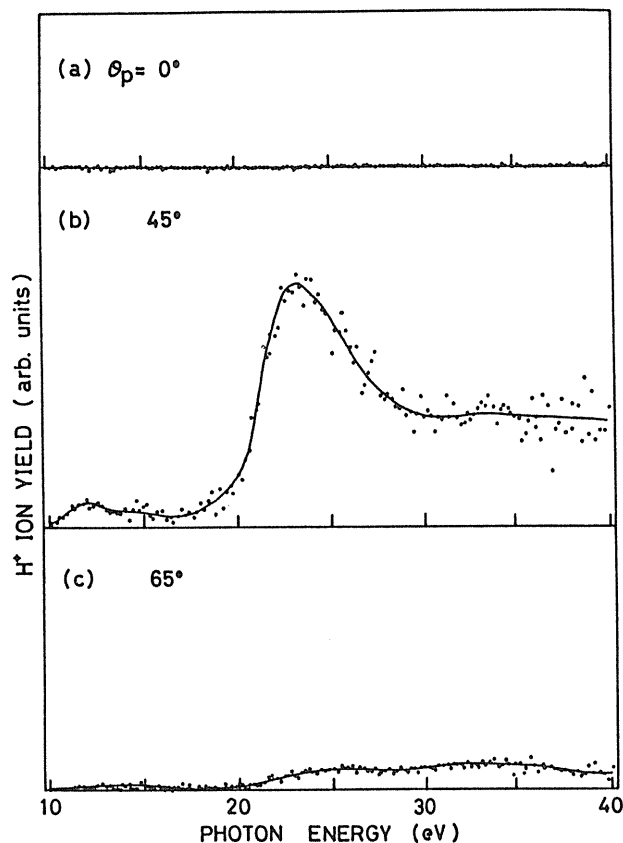 (a) θp= 0°
(b) 45°
(c) 65°
H⁺ ION YIELD (arb. units)
10 20 30 40
PHOTON ENERGY (eV)